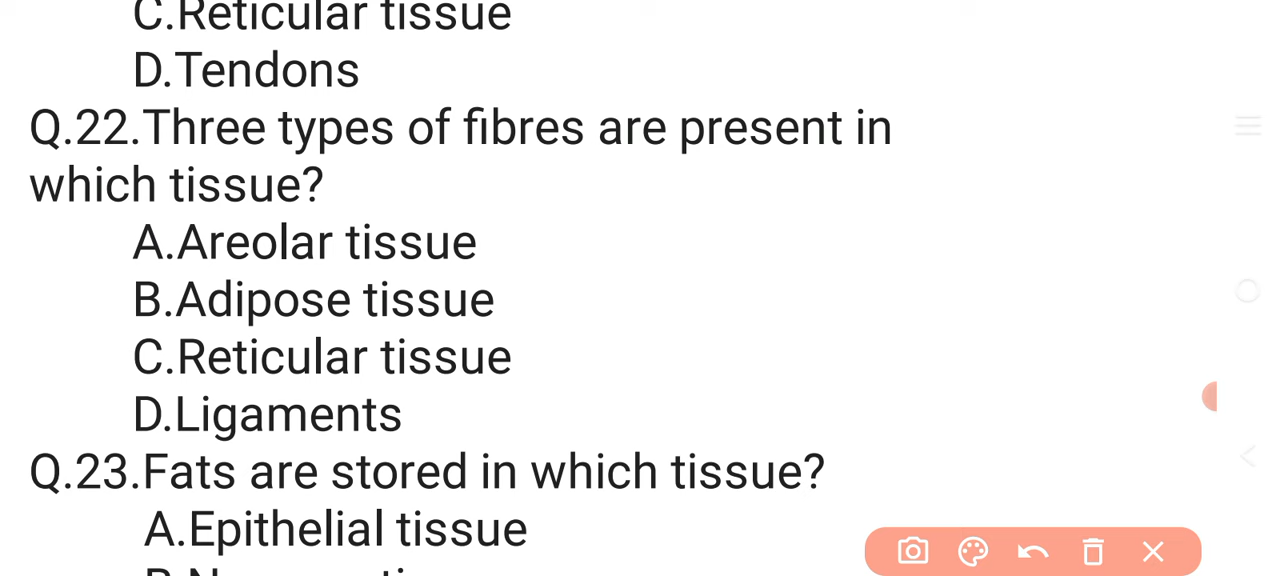 C.Reticular tissue
D.Tendons
Q.22.Three types of fibres are present in
which tissue?
A.Areolar tissue
B.Adipose tissue
C.Reticular tissue
D.Ligaments
Q.23.Fats are stored in which tissue?
A.Epithelial tissue